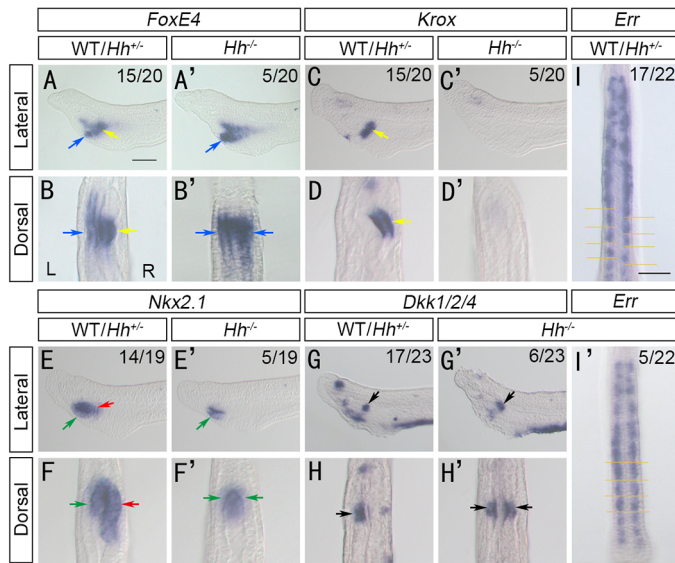 FoxE4 Krox Err
WT/Hh+/- Hh-/- WT/Hh+/- Hh-/- WT/Hh+/-
Lateral
A 15/20 A' 5/20 C 15/20 C' 5/20 I 17/22
Dorsal
B B' D D'
L R
Nkx2.1 Dkk1/2/4 Err
WT/Hh+/- Hh-/- WT/Hh+/- Hh-/-
Lateral
E 14/19 E' 5/19 G 17/23 G' 6/23 I' 5/22
Dorsal
F F' H H'